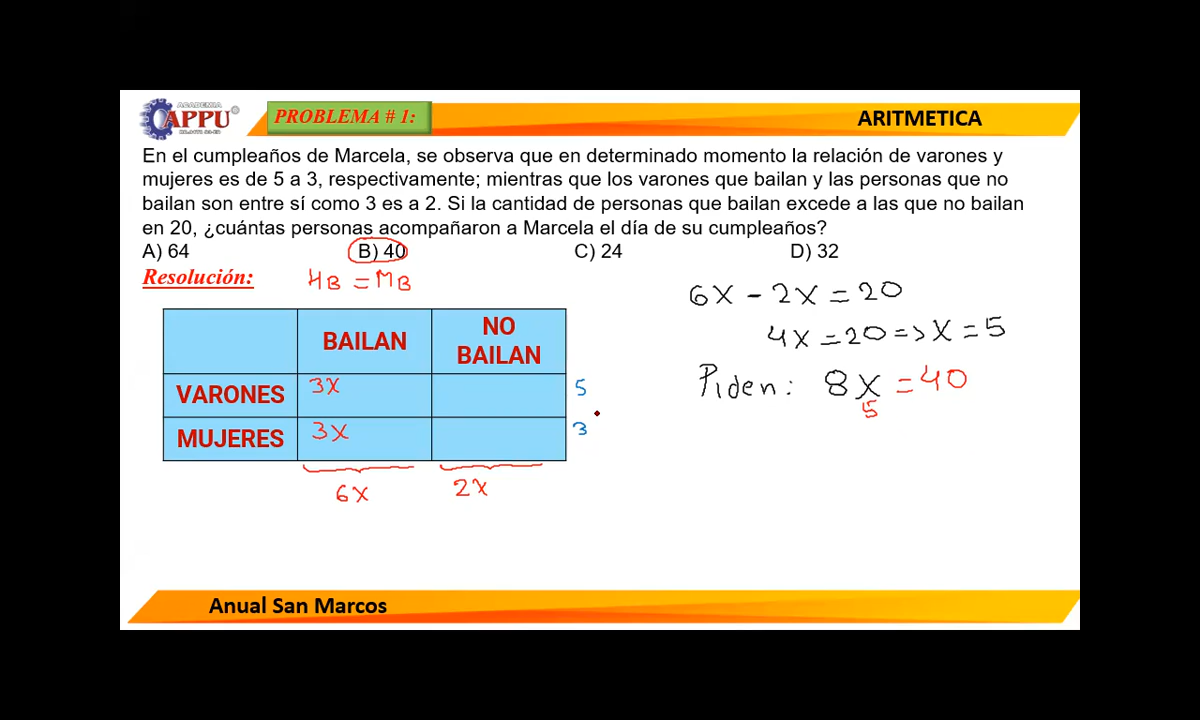 ACADEMIA
APPU
PROBLEMA # 1:
ARITMETICA
En el cumpleaños de Marcela, se observa que en determinado momento la relación de varones y
mujeres es de 5 a 3, respectivamente; mientras que los varones que bailan y las personas que no
bailan son entre sí como 3 es a 2. Si la cantidad de personas que bailan excede a las que no bailan
en 20, ¿cuántas personas acompañaron a Marcela el día de su cumpleaños?
A) 64 B) 40 C) 24 D) 32
Resolución:
HB = MB
BAILAN
NO
BAILAN
VARONES 3X 5
MUJERES 3X 3
6X 2X
6X - 2X = 20
4X = 20 => X = 5
Piden: 8X = 40
5
Anual San Marcos